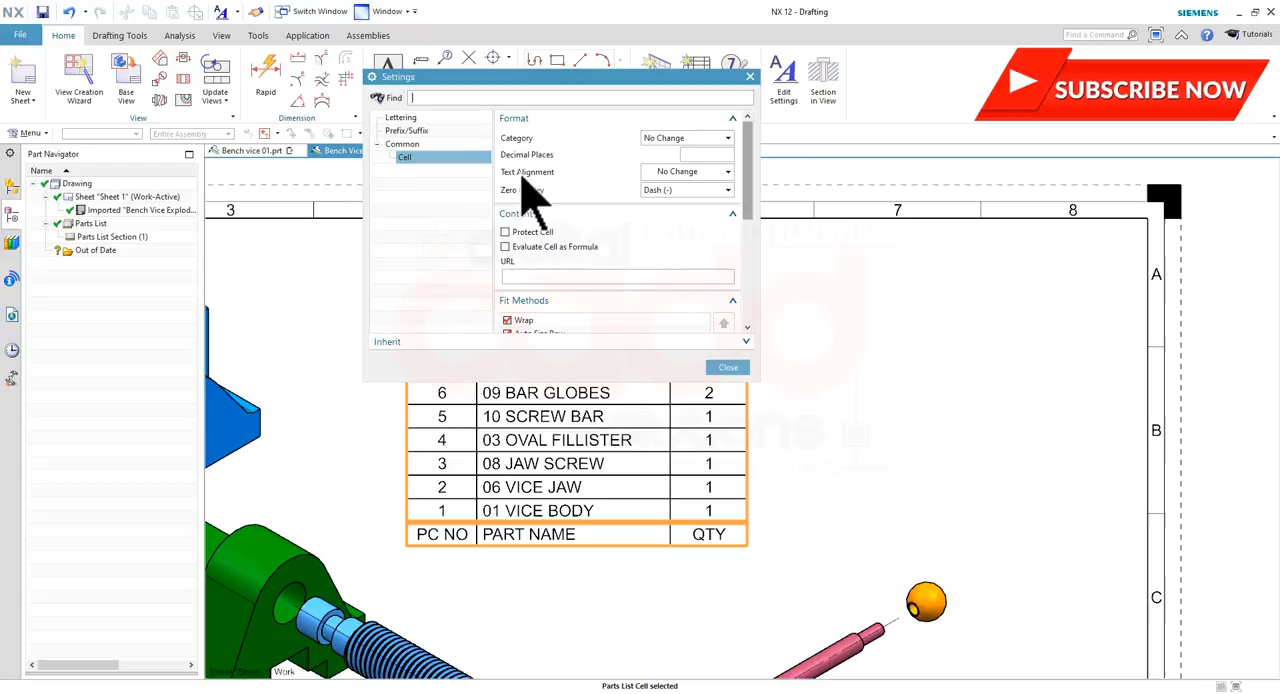 NX
Switch Window
Window
NX 12 - Drafting
SIEMENS
File
Home
Drafting Tools
Analysis
View
Tools
Application
Assemblies
Find a Command
Tutorials
New
Sheet
View Creation
Wizard
Base
View
Update
Views
Rapid
Edit
Settings
Section
in View
View
Dimension
SUBSCRIBE NOW
Menu
Entire Assembly
Part Navigator
Bench vice 01.prt
Bench Vice
Name
Drawing
Sheet "Sheet 1" (Work-Active)
Imported "Bench Vice Explod...
Parts List
Parts List Section (1)
Out of Date
Settings
Find
Lettering
Prefix/Suffix
Common
Cell
Format
Category
No Change
Decimal Places
Text Alignment
No Change
Zero
Dash (-)
Protect Cell
Evaluate Cell as Formula
URL
Fit Methods
Wrap
Inherit
Close
3
7
8
A
B
C
6 09 BAR GLOBES 2
5 10 SCREW BAR 1
4 03 OVAL FILLISTER 1
3 08 JAW SCREW 1
2 06 VICE JAW 1
1 01 VICE BODY 1
PC NO PART NAME QTY
Work
Parts List Cell selected